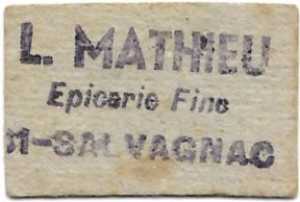 L. MATHIEU
Epicerie Fine
M-SALVAGNAC